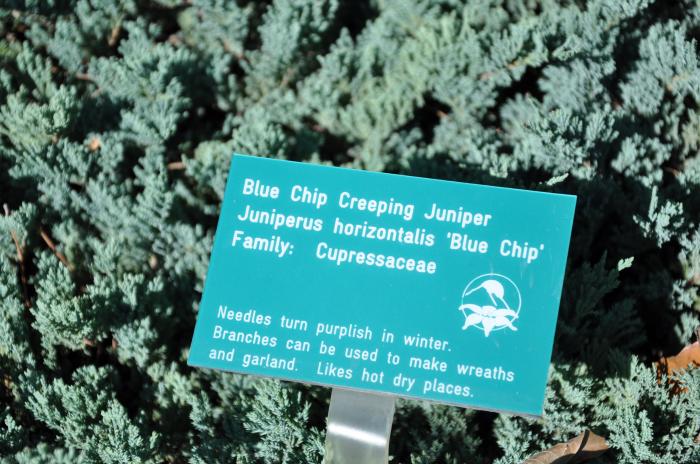 Blue Chip Creeping Juniper
Juniperus horizontalis 'Blue Chip'
Family: Cupressaceae
Needles turn purplish in winter.
Branches can be used to make wreaths
and garland. Likes hot dry places.